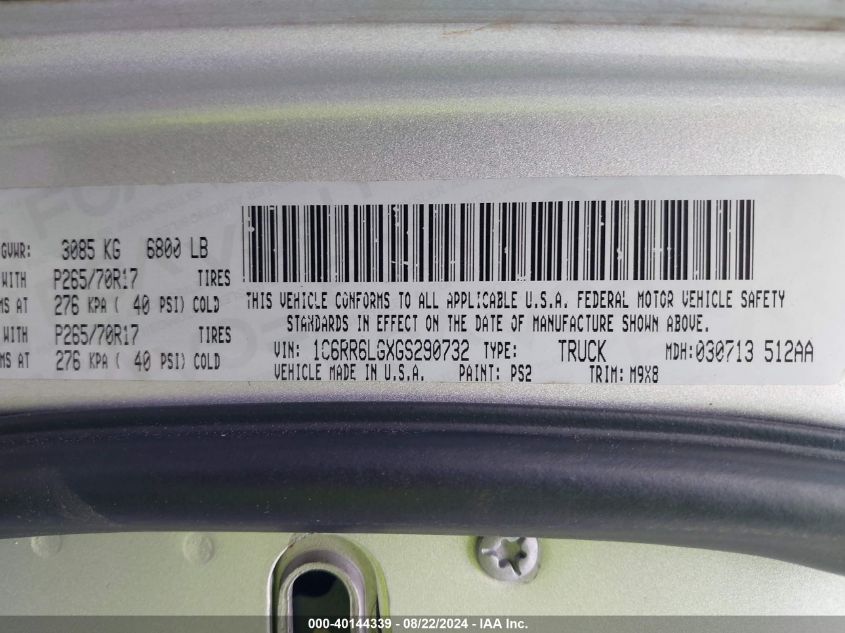 GVWR: 3085 KG 6800 LB
WITH P265/70R17 TIRES
MS AT 276 KPA ( 40 PSI) COLD
WITH P265/70R17 TIRES
MS AT 276 KPA ( 40 PSI) COLD
THIS VEHICLE CONFORMS TO ALL APPLICABLE U.S.A. FEDERAL MOTOR VEHICLE SAFETY
STANDARDS IN EFFECT ON THE DATE OF MANUFACTURE SHOWN ABOVE.
VIN: 1C6RR6LGXGS290732 TYPE: TRUCK MDH:030713 512AA
VEHICLE MADE IN U.S.A. PAINT: PS2 TRIM: M9X8
000-40144339 - 08/22/2024 - IAA Inc.